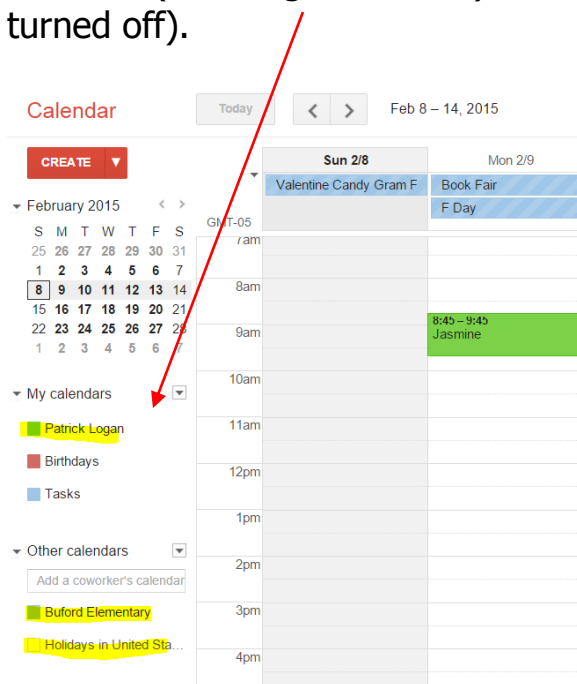 turned off).
Calendar Today < > Feb 8 – 14, 2015
CREATE
Sun 2/8 Mon 2/9
Valentine Candy Gram F Book Fair
F Day
GMT-05
February 2015 < >
S M T W T F S
25 26 27 28 29 30 31
1 2 3 4 5 6 7
8 9 10 11 12 13 14
15 16 17 18 19 20 21
22 23 24 25 26 27 28
1 2 3 4 5 6 7
My calendars
Patrick Logan
Birthdays
Tasks
Other calendars
Add a coworker's calendar
Buford Elementary
Holidays in United Sta...
7am
8am
8:45 – 9:45
Jasmine
9am
10am
11am
12pm
1pm
2pm
3pm
4pm